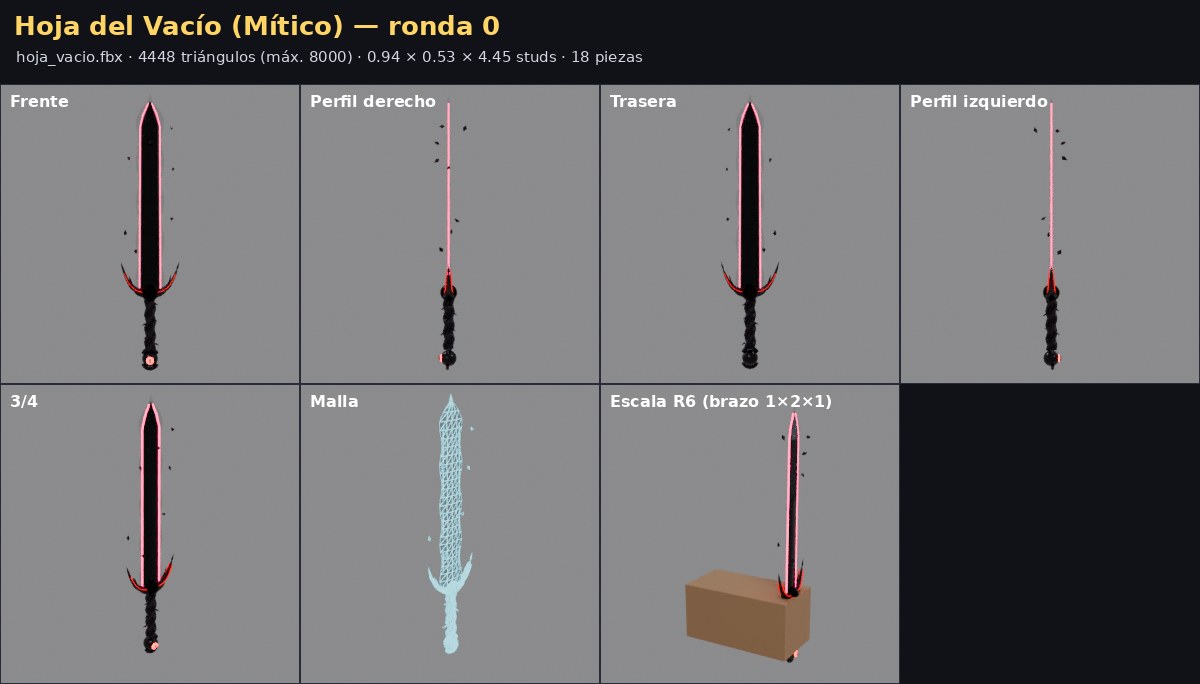 Hoja del Vacío (Mítico) — ronda 0
hoja_vacio.fbx · 4448 triángulos (máx. 8000) · 0.94 × 0.53 × 4.45 studs · 18 piezas
Frente
Perfil derecho
Trasera
Perfil izquierdo
3/4
Malla
Escala R6 (brazo 1×2×1)